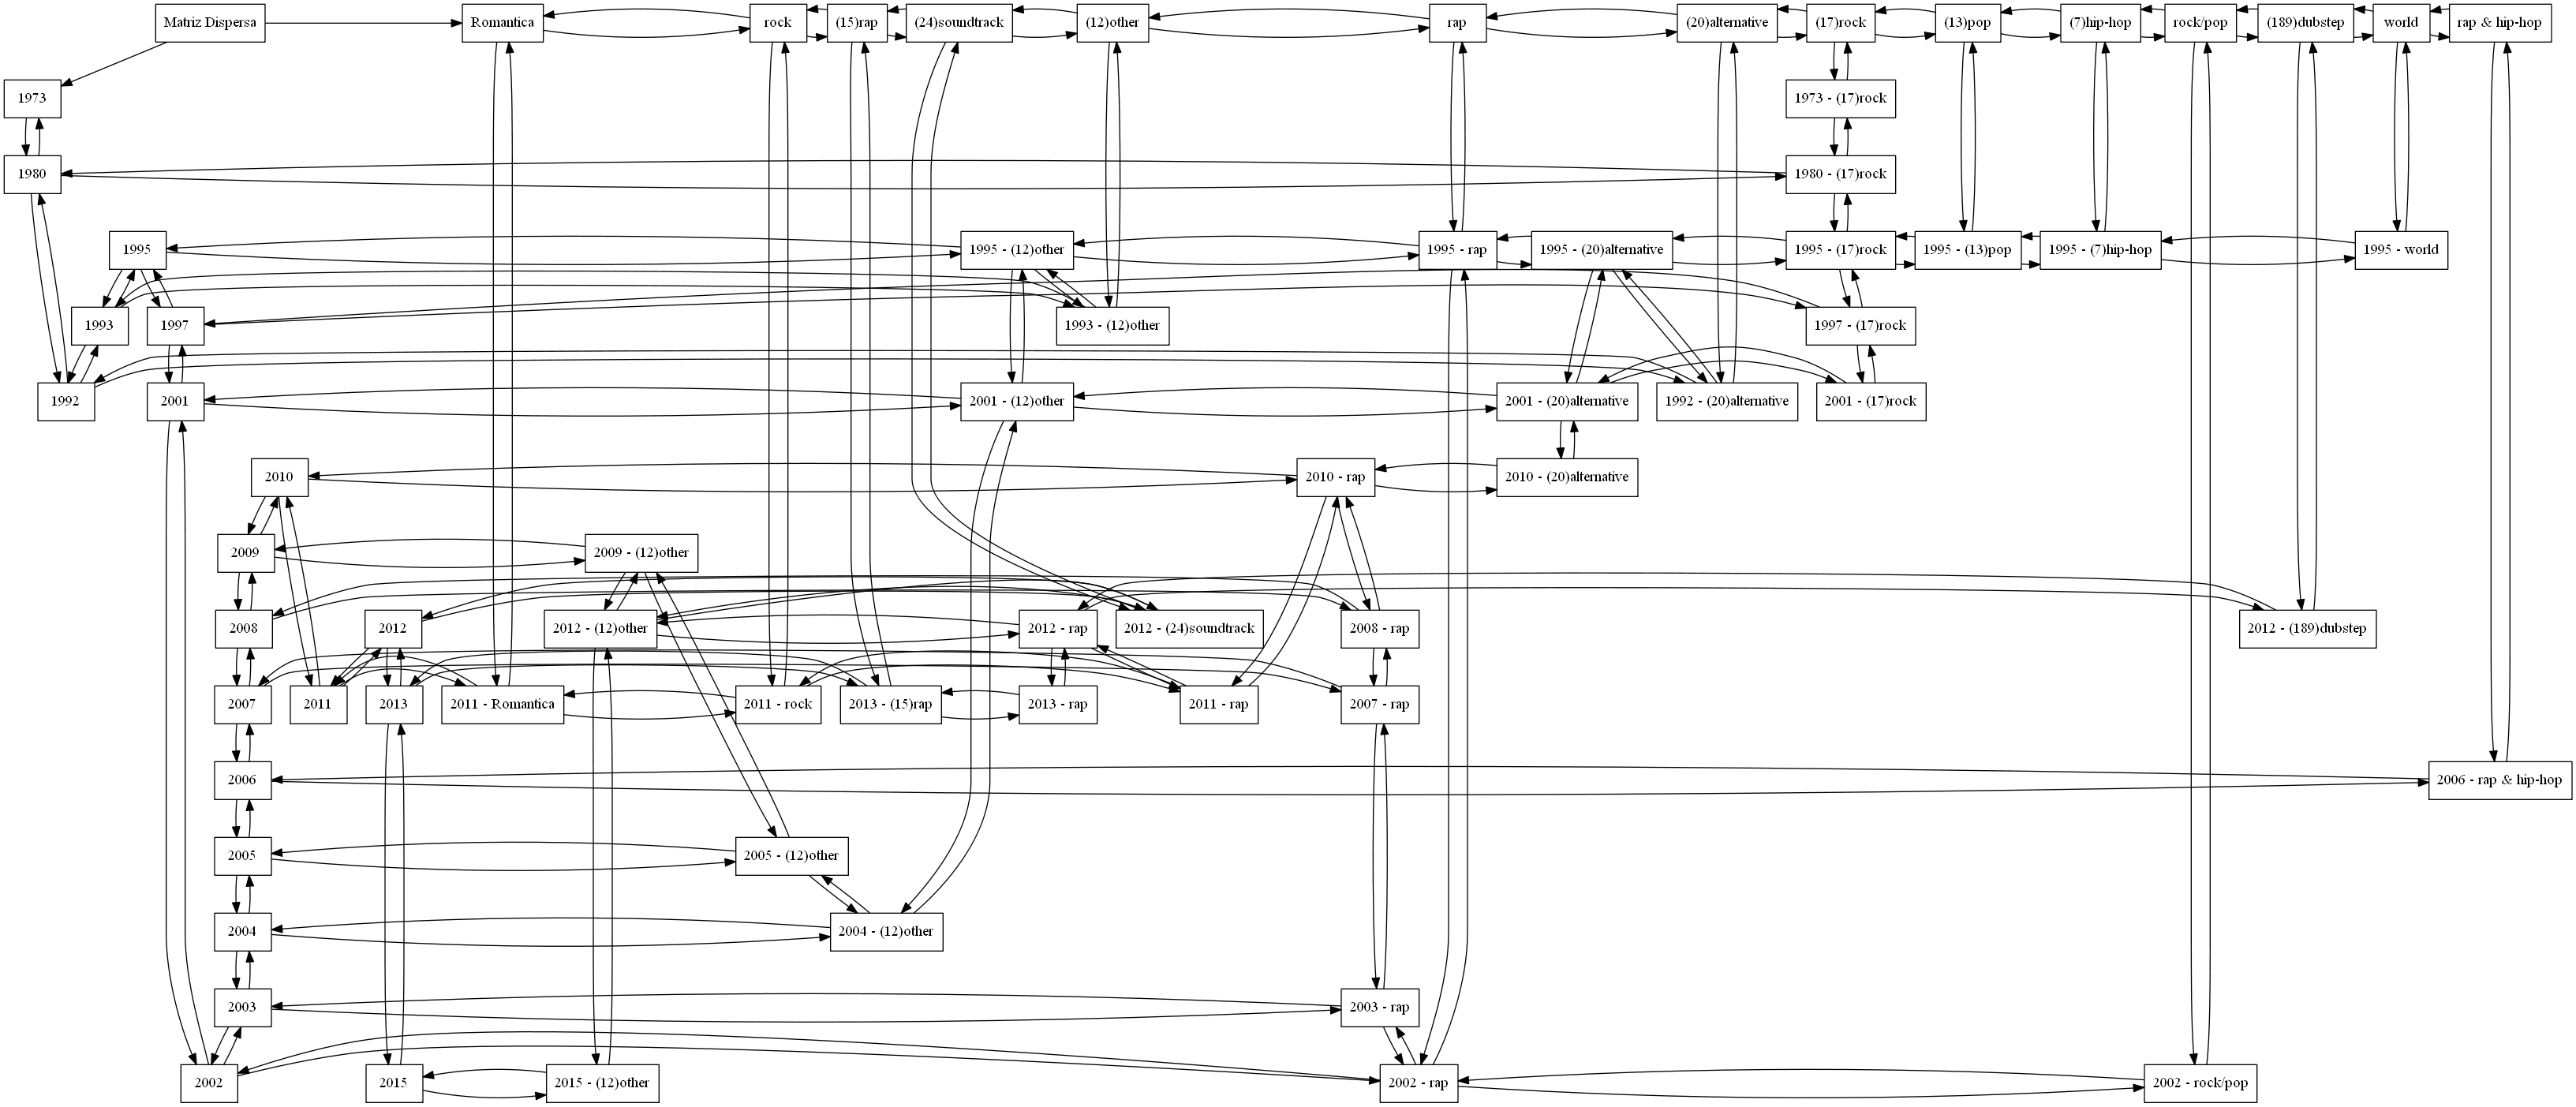 Matriz Dispersa
Romantica
rock
(15)rap
(24)soundtrack
(12)other
rap
(20)alternative
(17)rock
(13)pop
(7)hip-hop
rock/pop
(189)dubstep
world
rap & hip-hop
1973
1973 - (17)rock
1980
1980 - (17)rock
1995
1995 - (12)other
1995 - rap
1995 - (20)alternative
1995 - (17)rock
1995 - (13)pop
1995 - (7)hip-hop
1995 - world
1993
1997
1993 - (12)other
1997 - (17)rock
1992
2001
2001 - (12)other
2001 - (20)alternative
1992 - (20)alternative
2001 - (17)rock
2010
2010 - rap
2010 - (20)alternative
2009
2009 - (12)other
2008
2012
2012 - (12)other
2012 - rap
2012 - (24)soundtrack
2008 - rap
2012 - (189)dubstep
2007
2011
2013
2011 - Romantica
2011 - rock
2013 - (15)rap
2013 - rap
2011 - rap
2007 - rap
2006
2006 - rap & hip-hop
2005
2005 - (12)other
2004
2004 - (12)other
2003
2003 - rap
2002
2015
2015 - (12)other
2002 - rap
2002 - rock/pop